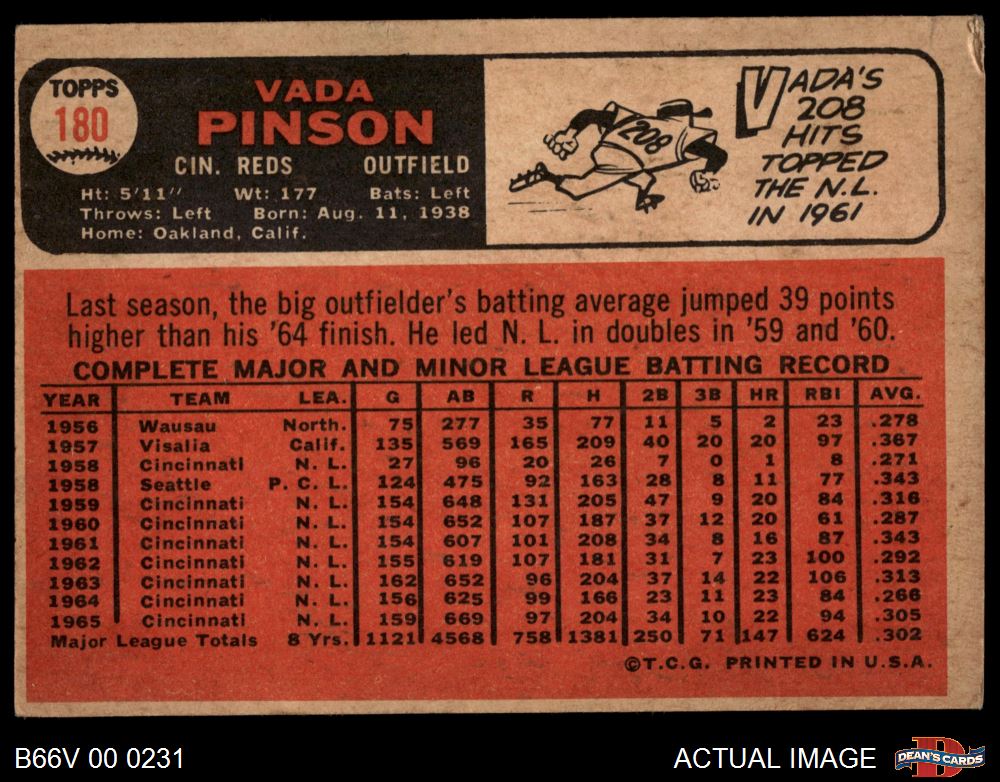 TOPPS
180
VADA
PINSON
CIN. REDS OUTFIELD
Ht: 5'11" Wt: 177 Bats: Left
Throws: Left Born: Aug. 11, 1938
Home: Oakland, Calif.
208
VADA'S
208
HITS
TOPPED
THE N.L.
IN 1961
Last season, the big outfielder's batting average jumped 39 points
higher than his '64 finish. He led N. L. in doubles in '59 and '60.
COMPLETE MAJOR AND MINOR LEAGUE BATTING RECORD
YEAR TEAM LEA. G AB R H 2B 3B HR RBI AVG.
1956 Wausau North. 75 277 35 77 11 5 2 23 .278
1957 Visalia Calif. 135 569 165 209 40 20 20 97 .367
1958 Cincinnati N. L. 27 96 20 26 7 0 1 8 .271
1958 Seattle P. C. L. 124 475 92 163 28 8 11 77 .343
1959 Cincinnati N. L. 154 648 131 205 47 9 20 84 .316
1960 Cincinnati N. L. 154 652 107 187 37 12 20 61 .287
1961 Cincinnati N. L. 154 607 101 208 34 8 16 87 .343
1962 Cincinnati N. L. 155 619 107 181 31 7 23 100 .292
1963 Cincinnati N. L. 162 652 96 204 37 14 22 106 .313
1964 Cincinnati N. L. 156 625 99 166 23 11 23 84 .266
1965 Cincinnati N. L. 159 669 97 204 34 10 22 94 .305
Major League Totals 8 Yrs. 1121 4568 758 1381 250 71 147 624 .302
©T.C.G. PRINTED IN U.S.A.
B66V 00 0231
ACTUAL IMAGE
D
DEAN'S CARDS